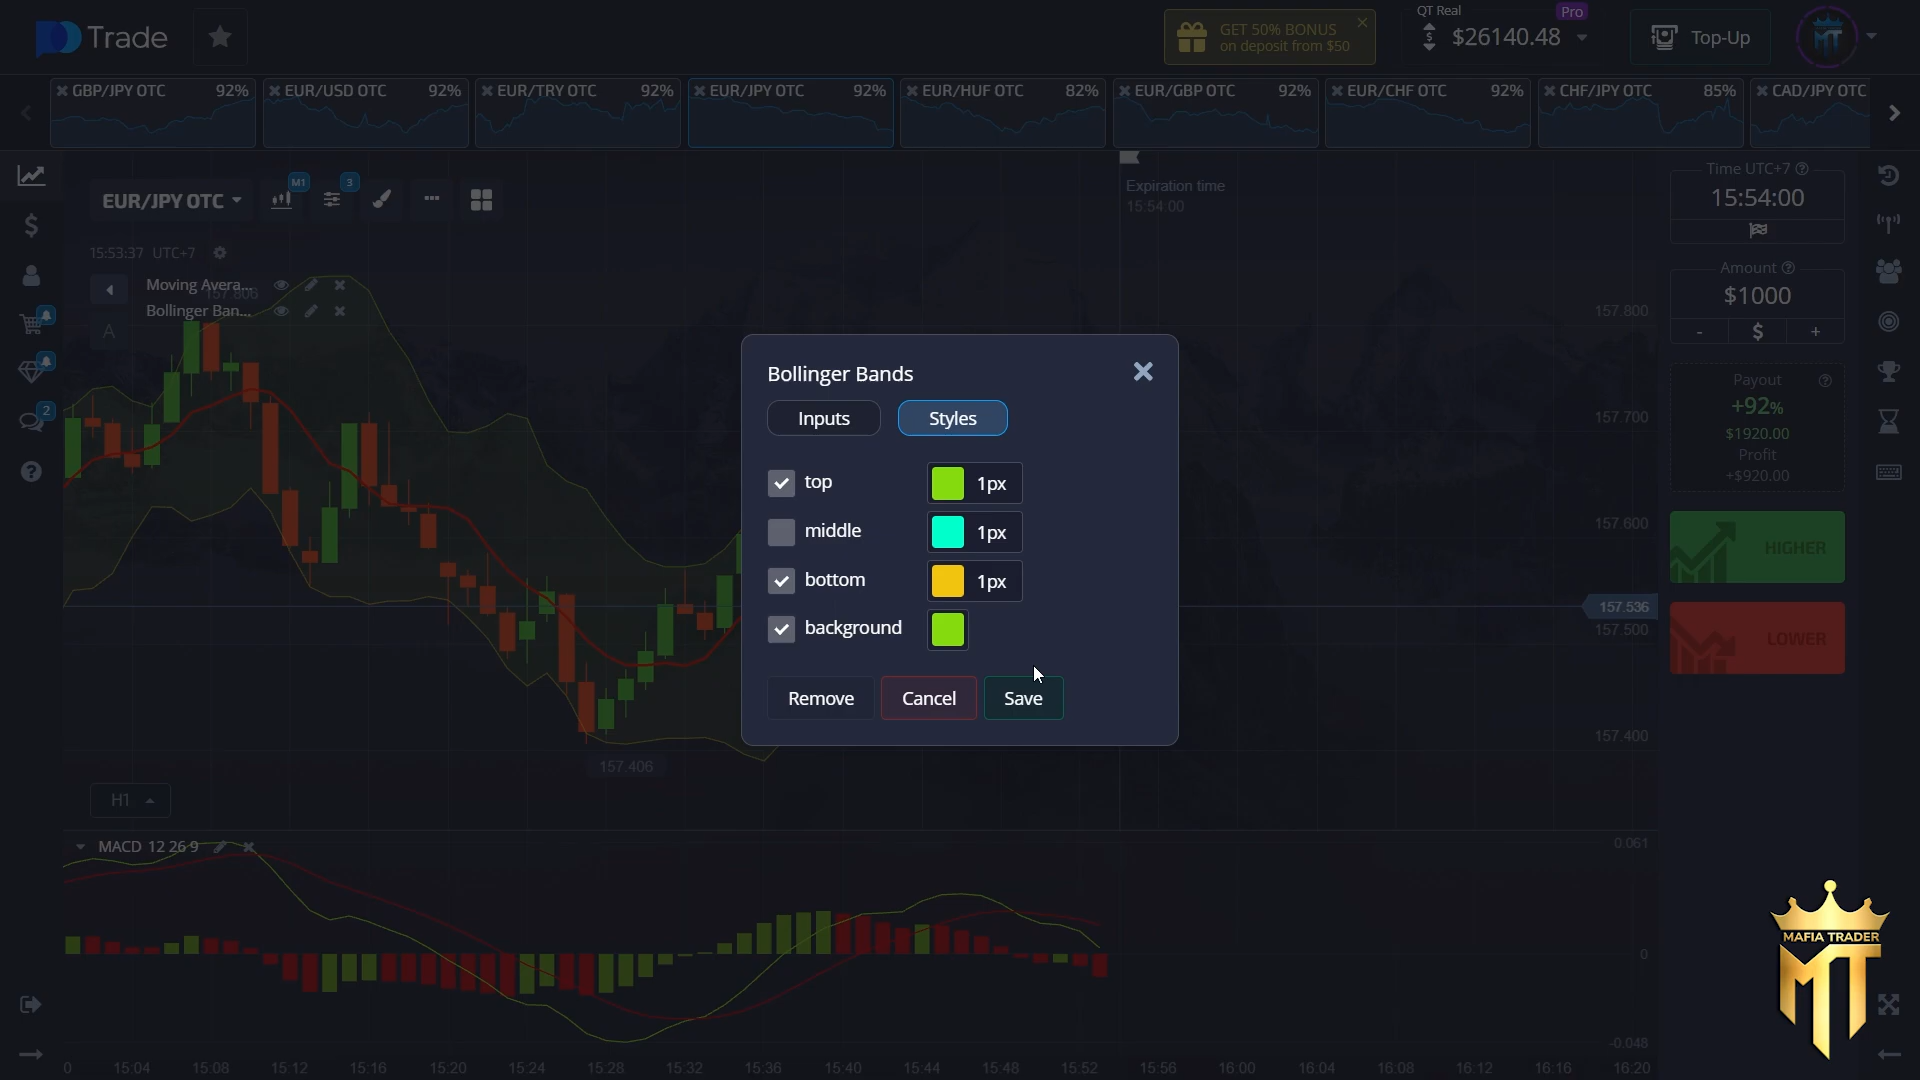 Trade
GET 50% BONUS
on deposit from $50
QT Real
Pro
$26140.48
Top-Up
MT
GBP/JPY OTC 92%
EUR/USD OTC 92%
EUR/TRY OTC 92%
EUR/JPY OTC 92%
EUR/HUF OTC 82%
EUR/GBP OTC 92%
EUR/CHF OTC 92%
CHF/JPY OTC 85%
CAD/JPY OTC
EUR/JPY OTC
M1
3
Expiration time
15:54:00
15:53:37 UTC+7
Moving Avera...
157.806
Bollinger Ban...
A
2
Time UTC+7
15:54:00
Amount
$1000
- $ +
Payout
+92%
$1920.00
Profit
+$920.00
HIGHER
LOWER
157.800
157.700
157.600
157.536
157.500
157.400
Bollinger Bands
Inputs
Styles
top 1px
middle 1px
bottom 1px
background
Remove
Cancel
Save
157.406
H1
MACD 12 26 9
0.061
0
-0.048
0 15:04 15:08 15:12 15:16 15:20 15:24 15:28 15:32 15:36 15:40 15:44 15:48 15:52 15:56 16:00 16:04 16:08 16:12 16:16 16:20
MAFIA TRADER
MT